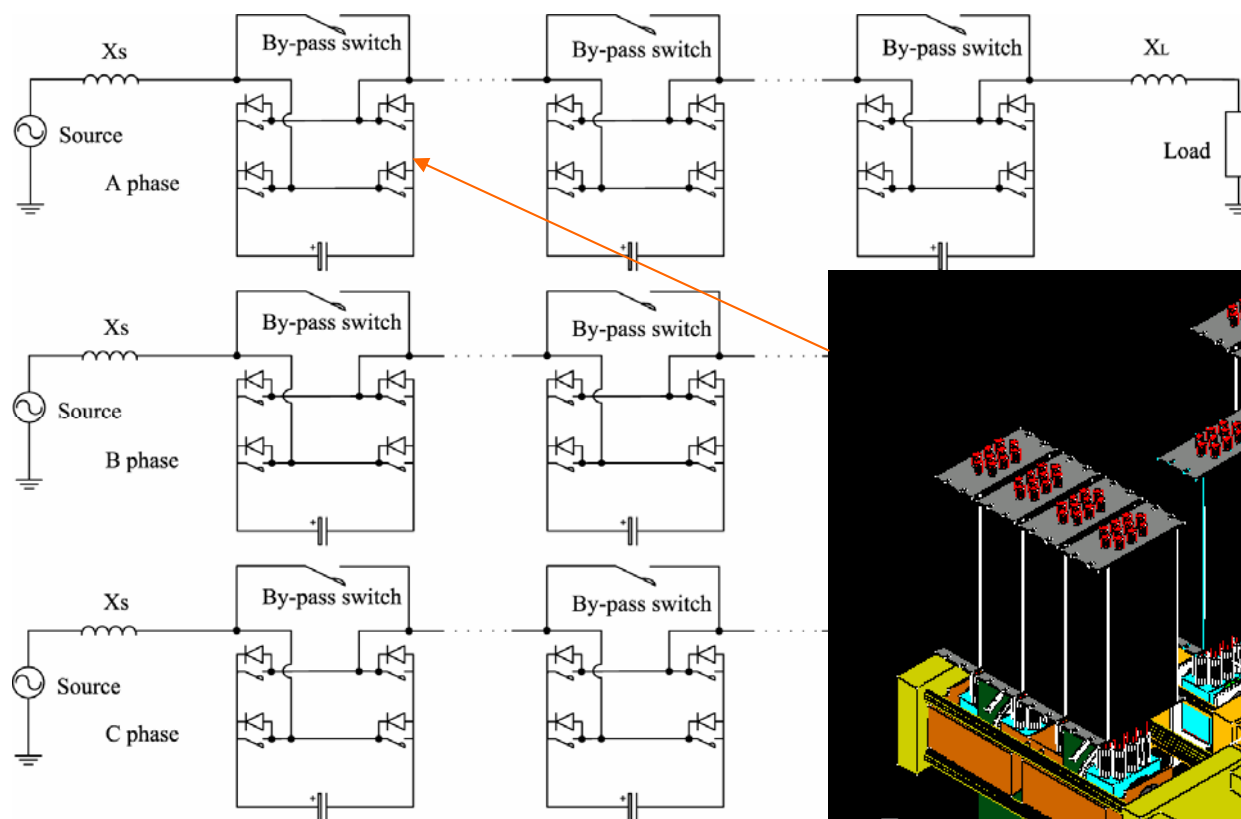 Xs
By-pass switch
By-pass switch
By-pass switch
XL
Source
Load
A phase
+
+
+
Xs
By-pass switch
By-pass switch
Source
B phase
+
+
Xs
By-pass switch
By-pass switch
Source
C phase
+
+